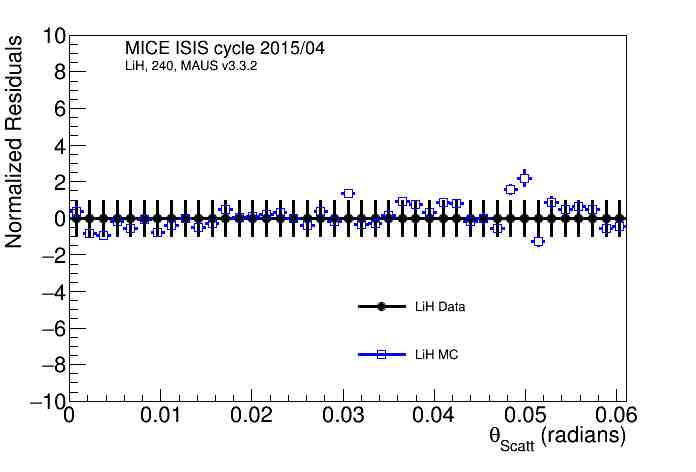 MICE ISIS cycle 2015/04
LiH, 240, MAUS v3.3.2
Normalized Residuals
10
8
6
4
2
0
−2
−4
−6
−8
−10
LiH Data
LiH MC
0 0.01 0.02 0.03 0.04 0.05 0.06
θScatt (radians)